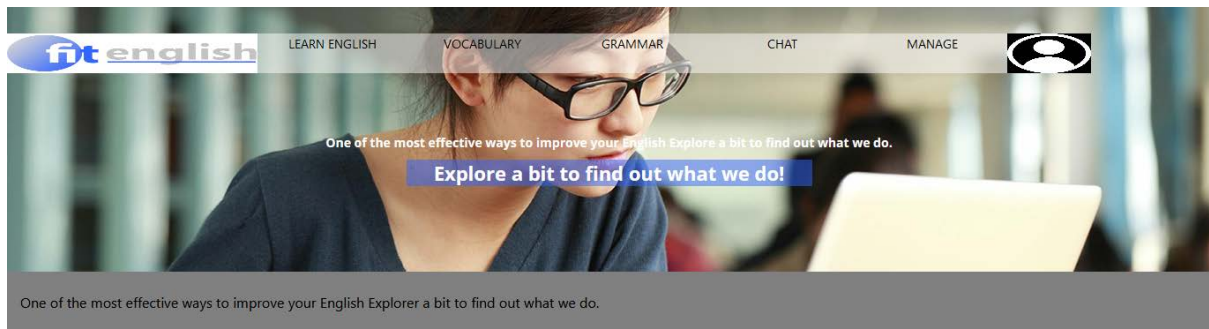 fit english
LEARN ENGLISH
VOCABULARY
GRAMMAR
CHAT
MANAGE
One of the most effective ways to improve your English Explore a bit to find out what we do.
Explore a bit to find out what we do!
One of the most effective ways to improve your English Explorer a bit to find out what we do.